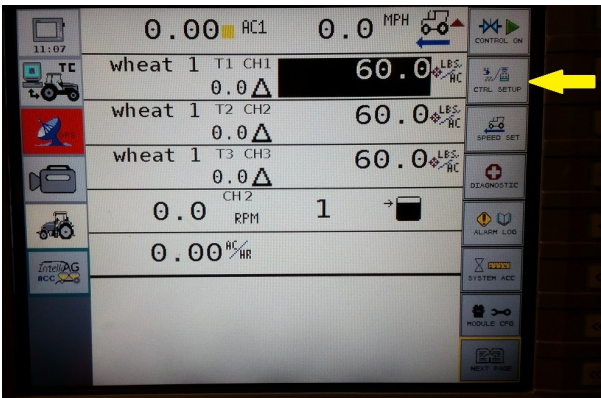 11:07
0.00 AC1 0.0 MPH
CONTROL ON
TC
wheat 1 T1 CH1 60.0 LBS/AC
0.0 Δ
CTRL SETUP
wheat 1 T2 CH2 60.0 LBS/AC
0.0 Δ
GPS
SPEED SET
wheat 1 T3 CH3 60.0 LBS/AC
0.0 Δ
DIAGNOSTIC
CH2
0.0 RPM 1
ALARM LOG
0.00 AC/HR
IntelliAG
ACC
SYSTEM ACC
MODULE CFG
NEXT PAGE